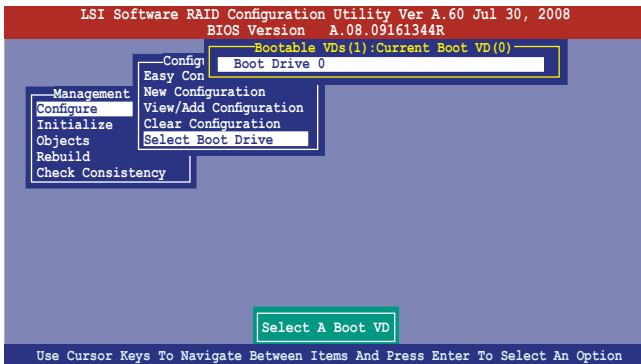 LSI Software RAID Configuration Utility Ver A.60 Jul 30, 2008
BIOS Version A.08.09161344R
Bootable VDs(1):Current Boot VD(0)
Boot Drive 0
Configu
Easy Con
New Configuration
View/Add Configuration
Clear Configuration
Select Boot Drive
Management
Configure
Initialize
Objects
Rebuild
Check Consistency
Select A Boot VD
Use Cursor Keys To Navigate Between Items And Press Enter To Select An Option